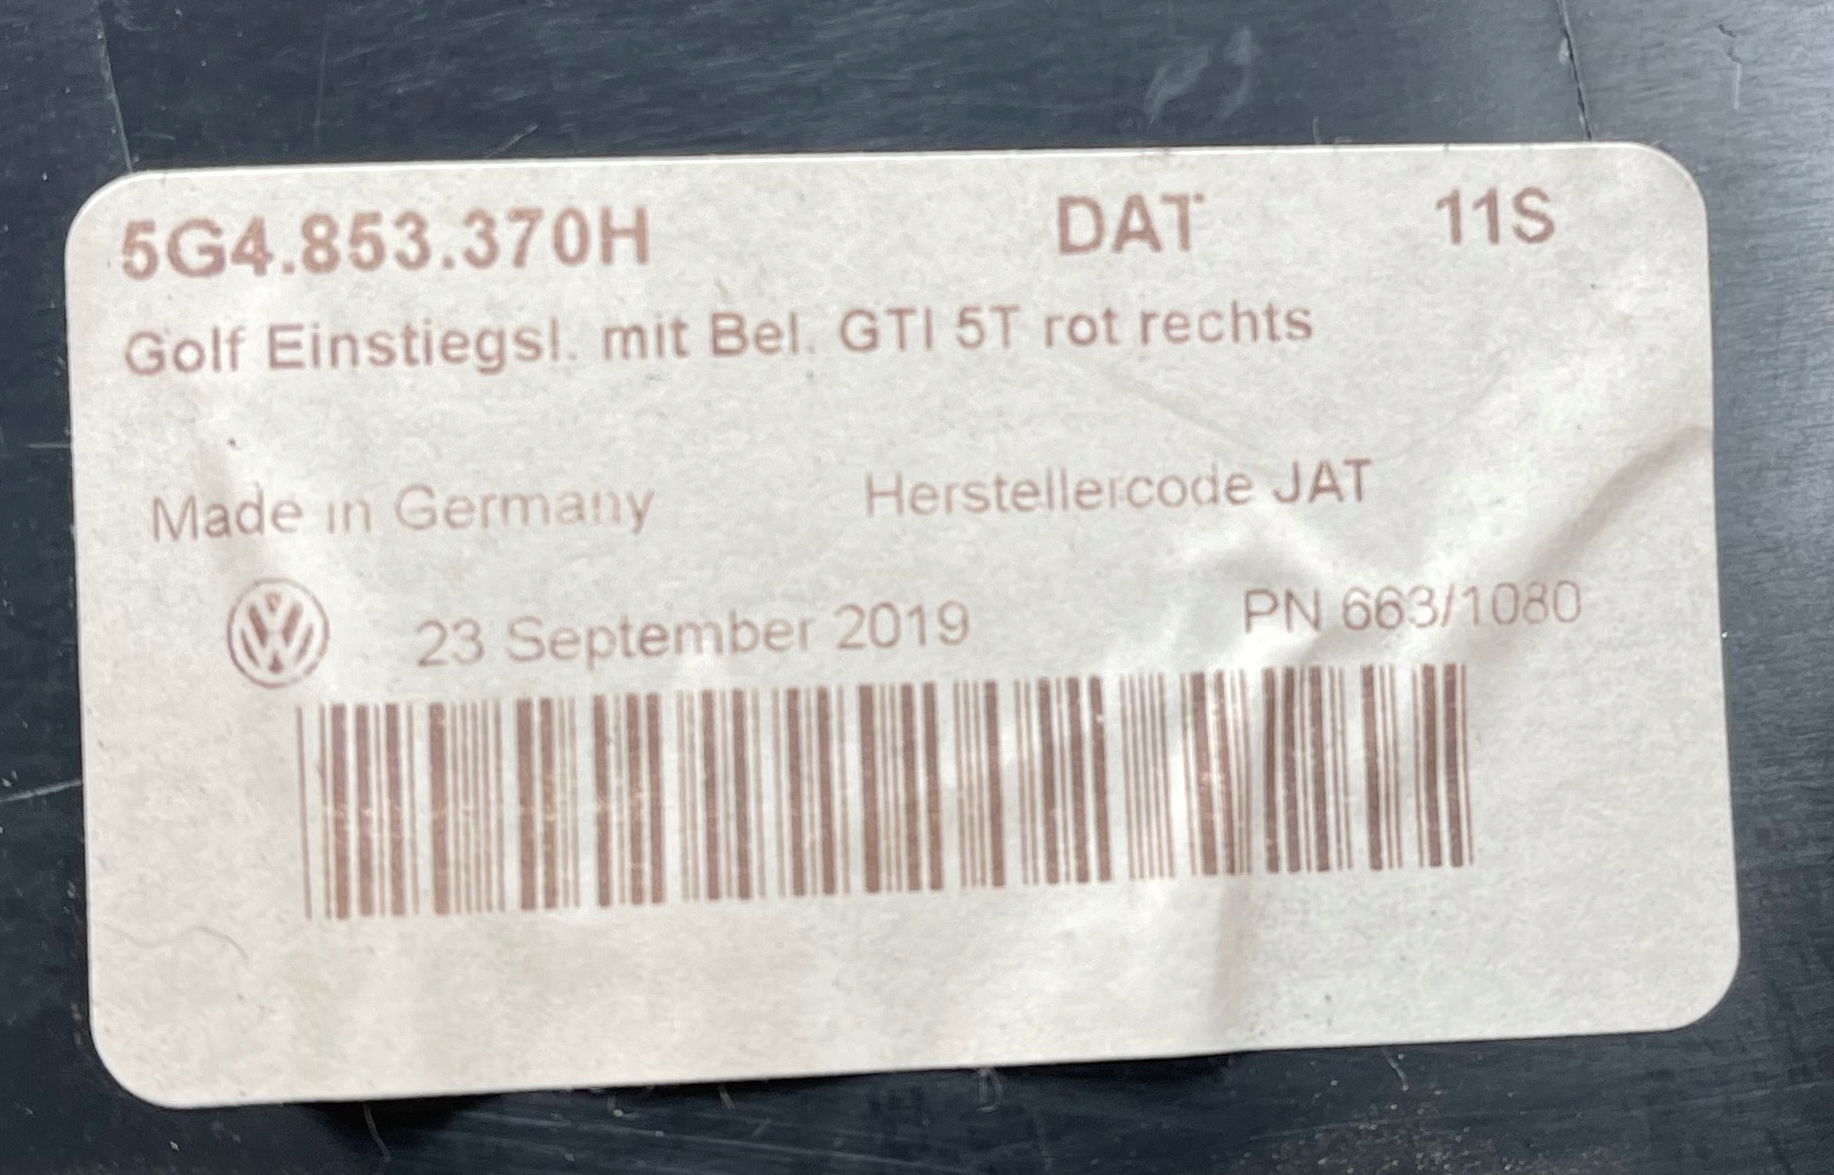 5G4.853.370H DAT 11S
Golf Einstiegsl. mit Bel. GTI 5T rot rechts
Made in Germany Herstellercode JAT
23 September 2019 PN 663/1080